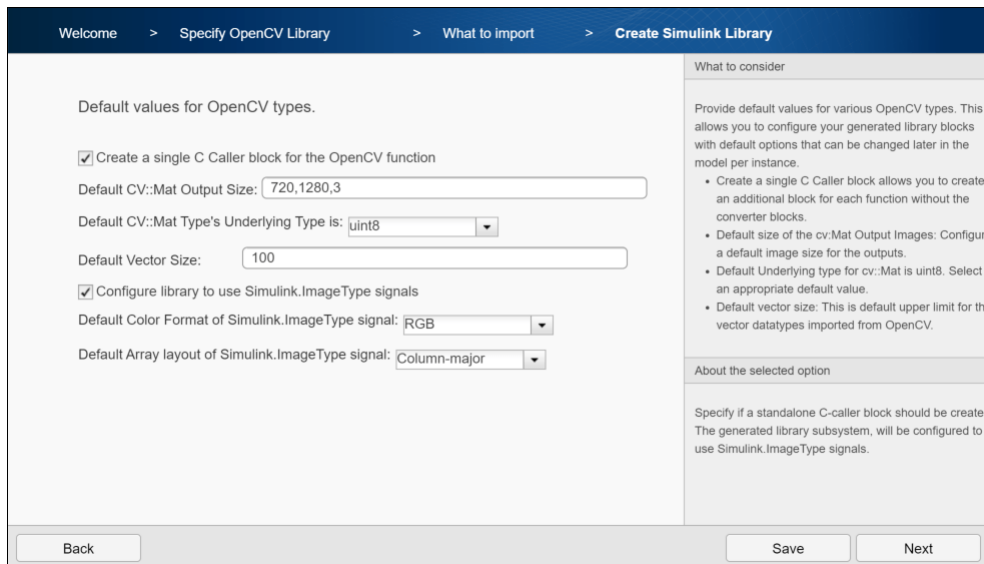 Welcome > Specify OpenCV Library > What to import > Create Simulink Library
Default values for OpenCV types.
Create a single C Caller block for the OpenCV function
Default CV::Mat Output Size: 720,1280,3
Default CV::Mat Type's Underlying Type is: uint8
Default Vector Size: 100
Configure library to use Simulink.ImageType signals
Default Color Format of Simulink.ImageType signal: RGB
Default Array layout of Simulink.ImageType signal: Column-major
What to consider
Provide default values for various OpenCV types. This
allows you to configure your generated library blocks
with default options that can be changed later in the
model per instance.
• Create a single C Caller block allows you to create
an additional block for each function without the
converter blocks.
• Default size of the cv:Mat Output Images: Configur
a default image size for the outputs.
• Default Underlying type for cv::Mat is uint8. Select
an appropriate default value.
• Default vector size: This is default upper limit for th
vector datatypes imported from OpenCV.
About the selected option
Specify if a standalone C-caller block should be create
The generated library subsystem, will be configured to
use Simulink.ImageType signals.
Back
Save
Next